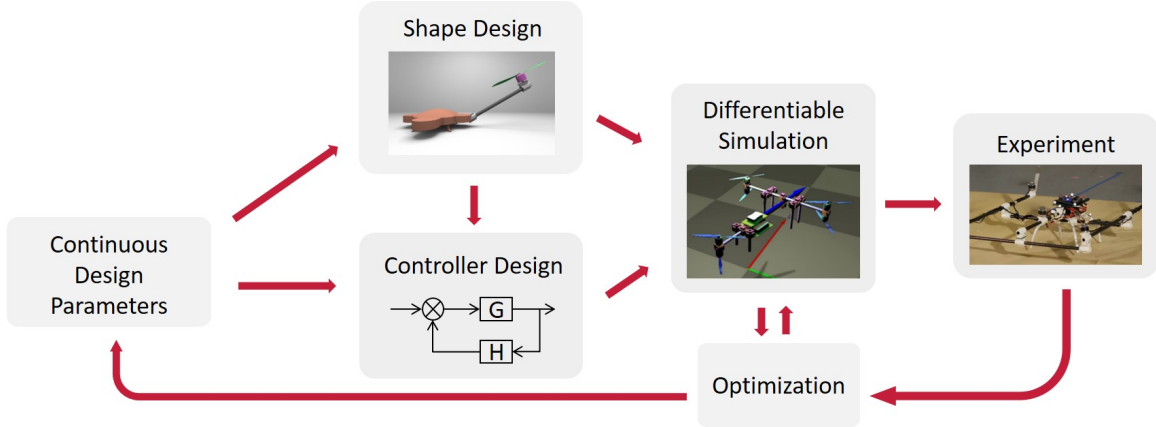 Shape Design
Differentiable
Simulation
Experiment
Continuous
Design
Parameters
Controller Design
G
H
Optimization